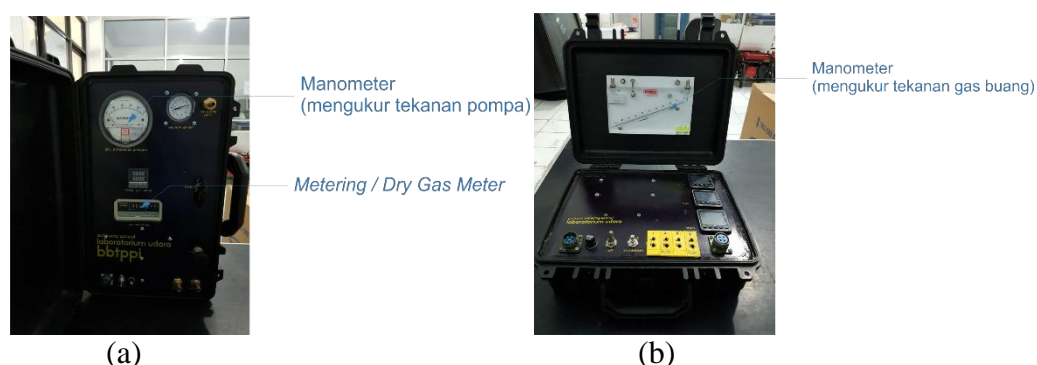 Manometer
(mengukur tekanan pompa)
Metering / Dry Gas Meter
laboratorium udara
bbtppi
(a)
Manometer
(mengukur tekanan gas buang)
laboratorium udara
(b)